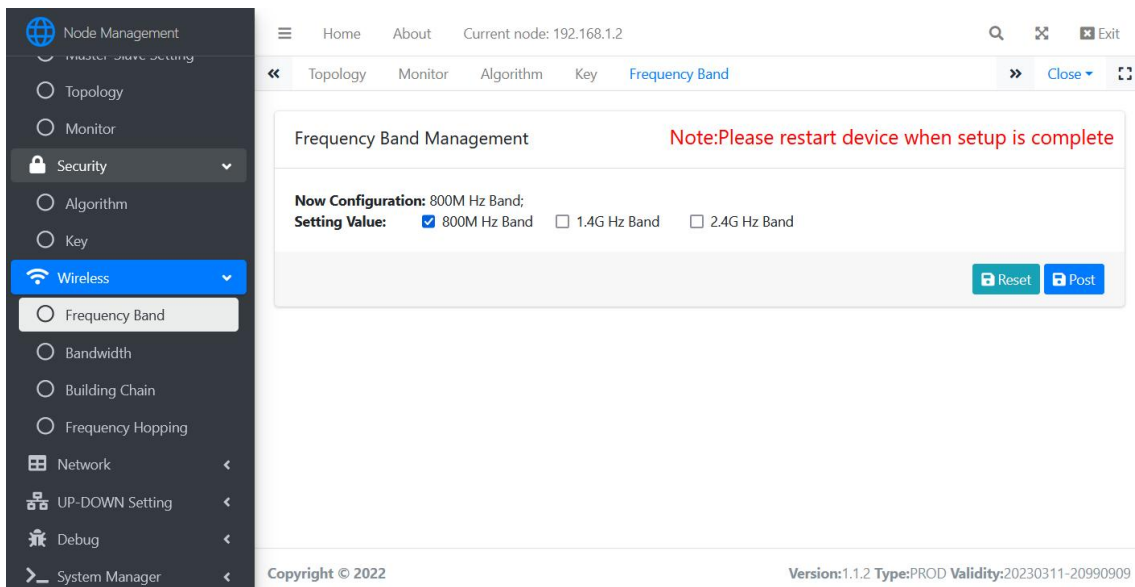 Node Management
Home About Current node: 192.168.1.2 Exit
Master Slave Setting
Topology
Monitor
Security
Algorithm
Key
Wireless
Frequency Band
Bandwidth
Building Chain
Frequency Hopping
Network
UP-DOWN Setting
Debug
System Manager
Topology Monitor Algorithm Key Frequency Band Close
Frequency Band Management Note:Please restart device when setup is complete
Now Configuration: 800M Hz Band;
Setting Value: 800M Hz Band 1.4G Hz Band 2.4G Hz Band
Reset Post
Copyright © 2022 Version:1.1.2 Type:PROD Validity:20230311-20990909